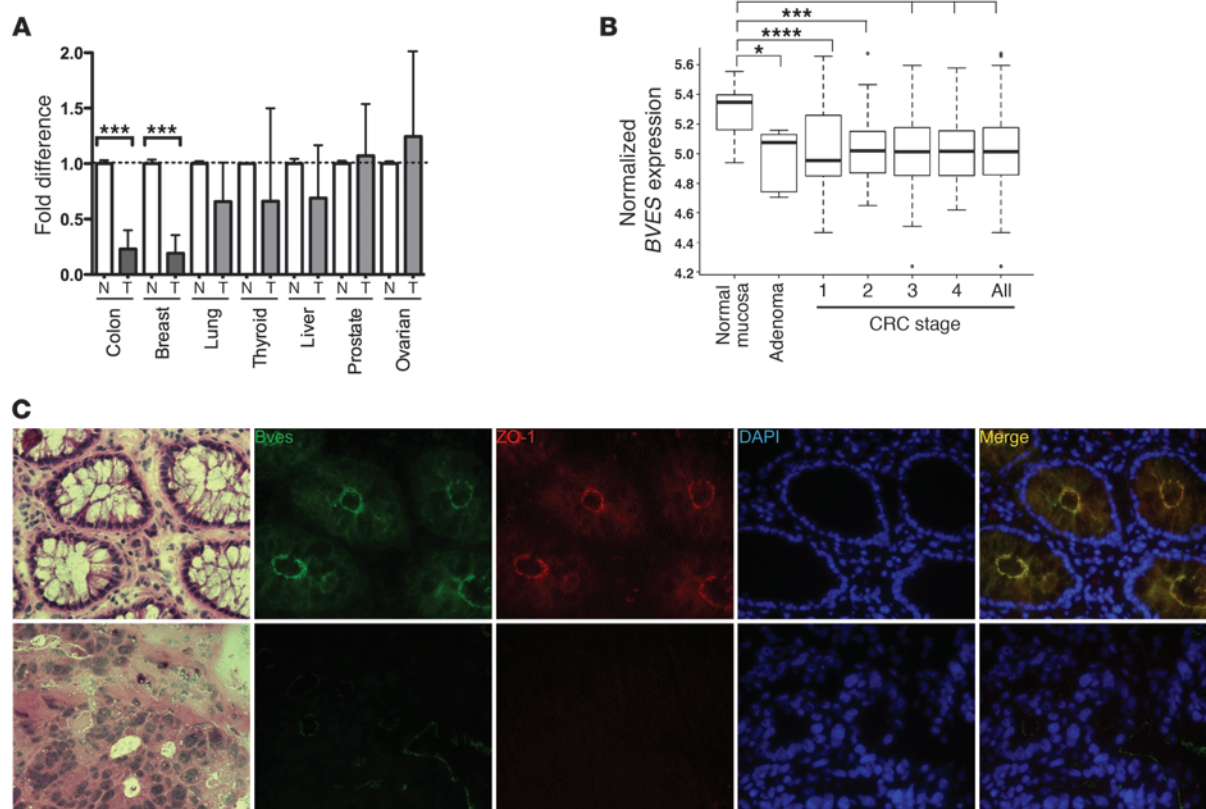 A
Fold difference
2.0
1.5
1.0
0.5
0.0
***
***
N T N T N T N T N T N T N T
Colon
Breast
Lung
Thyroid
Liver
Prostate
Ovarian
B
Normalized
BVES expression
5.6
5.4
5.2
5.0
4.8
4.6
4.4
4.2
***
****
*
Normal
mucosa
Adenoma
1 2 3 4 All
CRC stage
C
Bves
ZO-1
DAPI
Merge